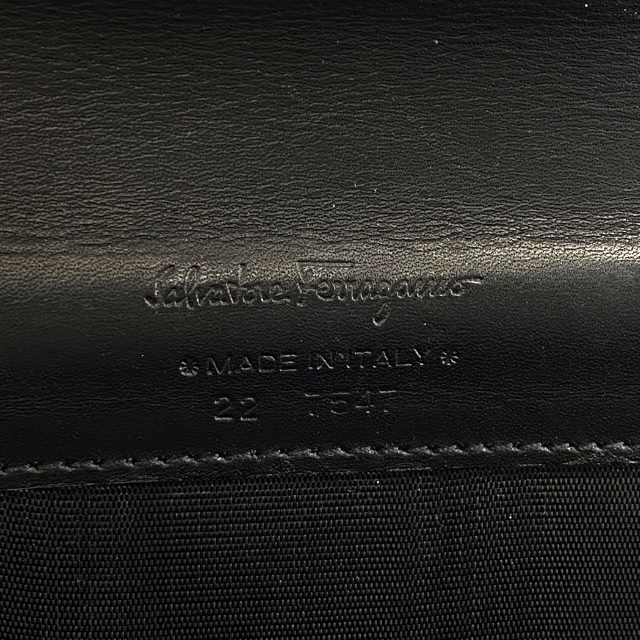 Salvatore Ferragamo
✻ MADE IN ITALY ✻
22 7547